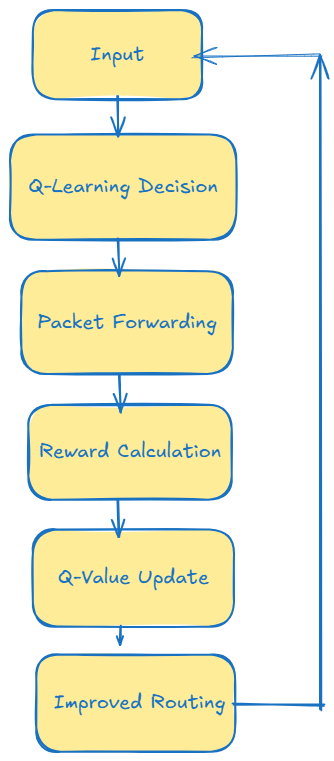 Input
Q-Learning Decision
Packet Forwarding
Reward Calculation
Q-Value Update
Improved Routing